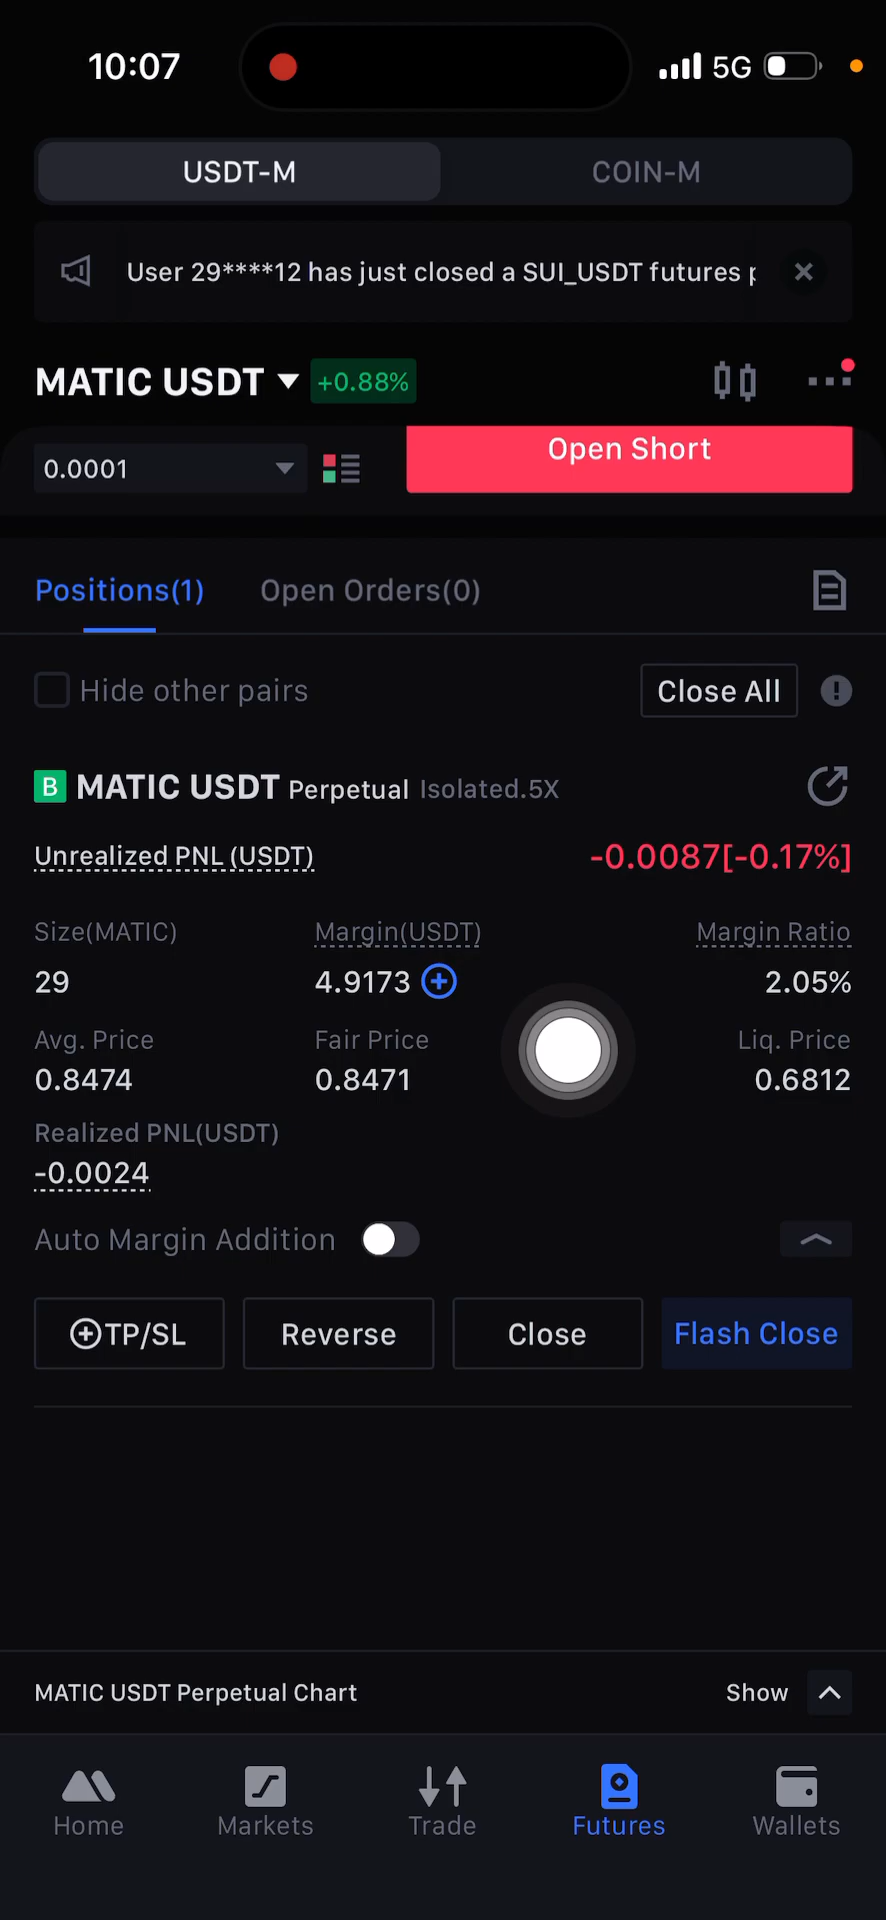 10:07
5G
USDT-M COIN-M
User 29****12 has just closed a SUI_USDT futures
MATIC USDT +0.88%
0.0001
Open Short
Positions(1) Open Orders(0)
Hide other pairs
Close All
B MATIC USDT Perpetual Isolated.5X
Unrealized PNL (USDT) -0.0087[-0.17%]
Size(MATIC) Margin(USDT) Margin Ratio
29 4.9173 2.05%
Avg. Price Fair Price Liq. Price
0.8474 0.8471 0.6812
Realized PNL(USDT)
-0.0024
Auto Margin Addition
TP/SL Reverse Close Flash Close
MATIC USDT Perpetual Chart Show
Home Markets Trade Futures Wallets